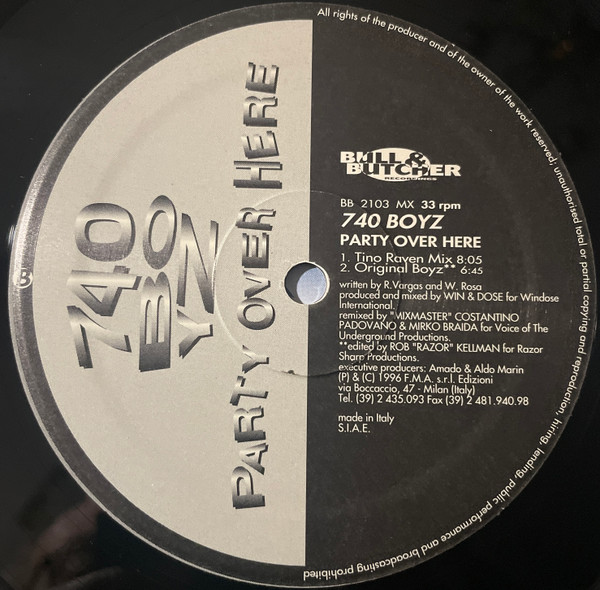 740
BO
YZ
PARTY OVER HERE
All rights of the producer and of the owner of the work reserved; unauthorised total or partial copying and reproduction, hiring, lending, public performance and broadcasting prohibited
BULL &
BUTCHER
RECORDINGS
BB 2103 MX 33 rpm
740 BOYZ
PARTY OVER HERE
1. Tino Raven Mix 8:05
2. Original Boyz** 6:45
written by R.Vargas and W. Rosa
produced and mixed by WIN & DOSE for Windose
International.
remixed by "MIXMASTER" COSTANTINO
PADOVANO & MIRKO BRAIDA for Voice of The
Underground Productions.
**edited by ROB "RAZOR" KELLMAN for Razor
Sharp Productions.
executive producers: Amado & Aldo Marin
(P) & (C) 1996 F.M.A. s.r.l. Edizioni
via Boccaccio, 47 - Milan (Italy)
Tel. (39) 2 435.093 Fax (39) 2 481.940.98
made in Italy
S.I.A.E.